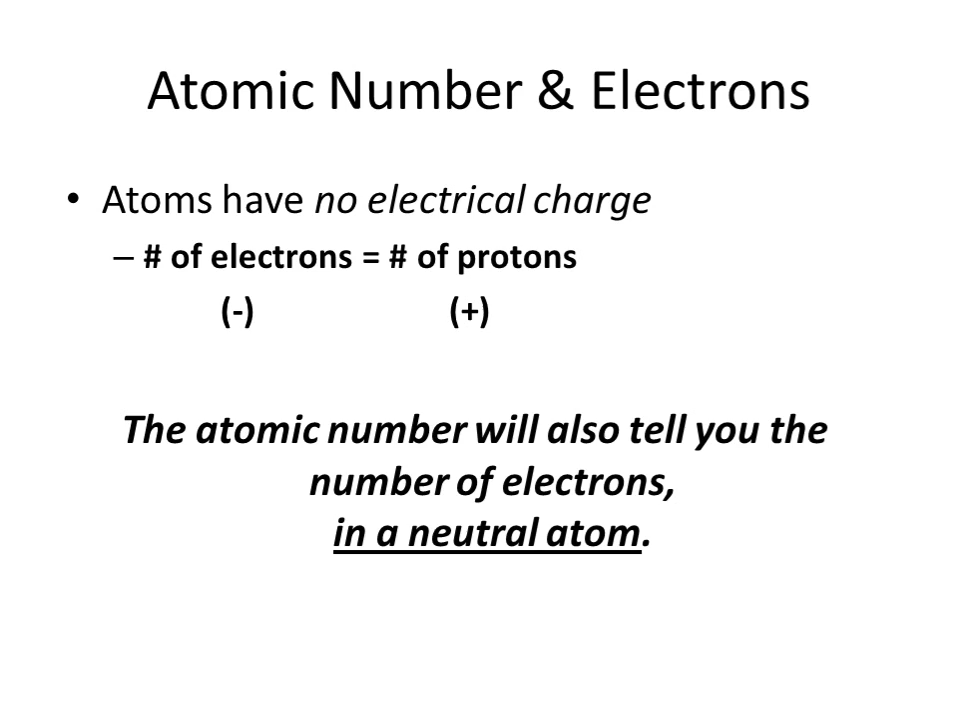 Atomic Number & Electrons
• Atoms have no electrical charge
– # of electrons = # of protons
(-) (+)
The atomic number will also tell you the
number of electrons,
in a neutral atom.